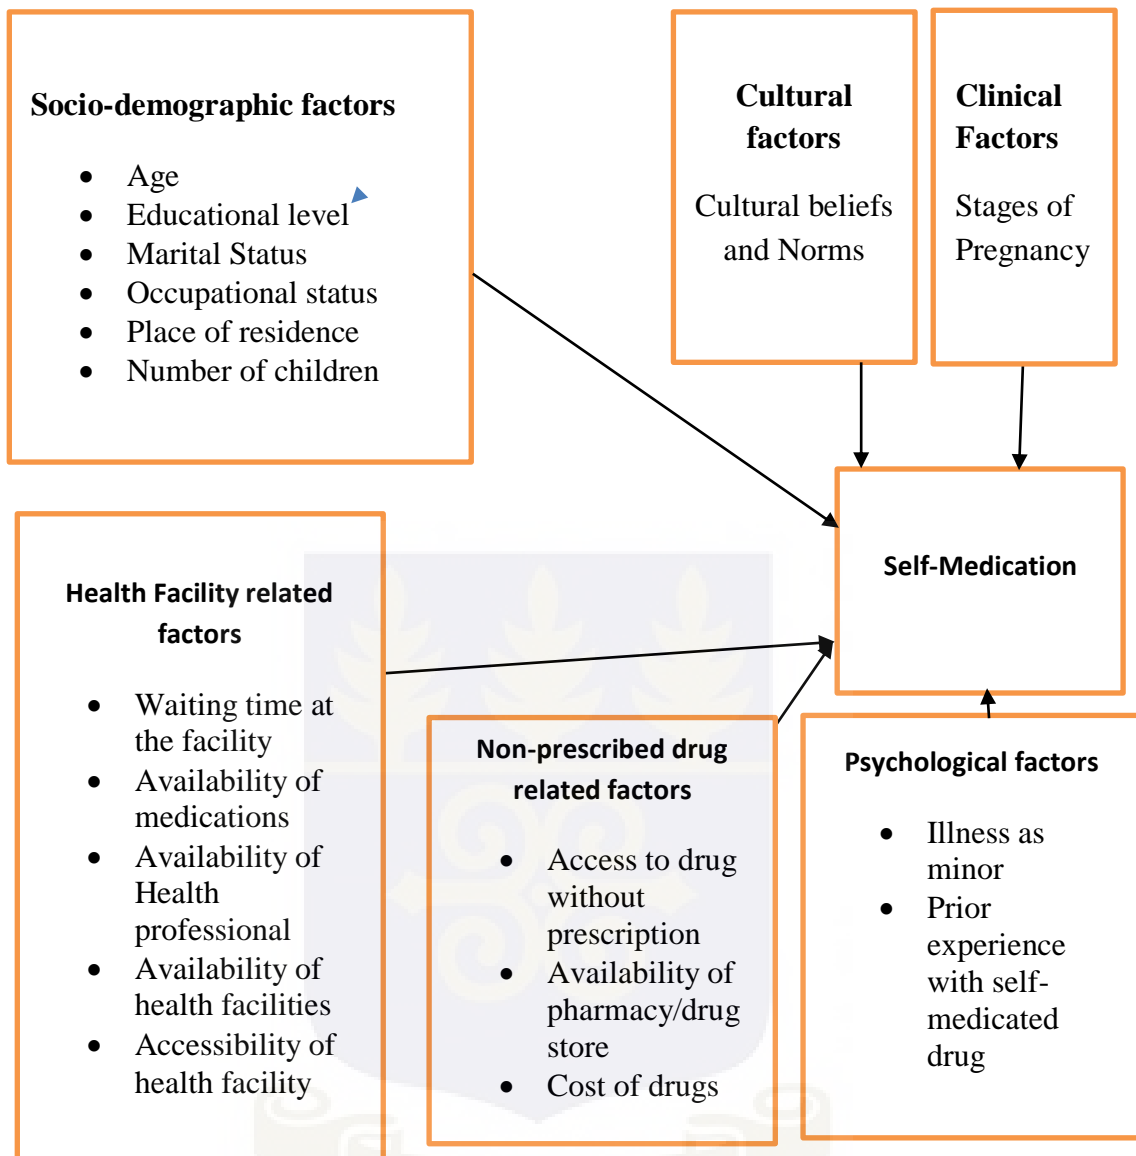 Socio-demographic factors
• Age
• Educational level
• Marital Status
• Occupational status
• Place of residence
• Number of children
Cultural
factors
Cultural beliefs
and Norms
Clinical
Factors
Stages of
Pregnancy
Self-Medication
Health Facility related
factors
• Waiting time at
the facility
• Availability of
medications
• Availability of
Health
professional
• Availability of
health facilities
• Accessibility of
health facility
Non-prescribed drug
related factors
• Access to drug
without
prescription
• Availability of
pharmacy/drug
store
• Cost of drugs
Psychological factors
• Illness as
minor
• Prior
experience
with self-
medicated
drug